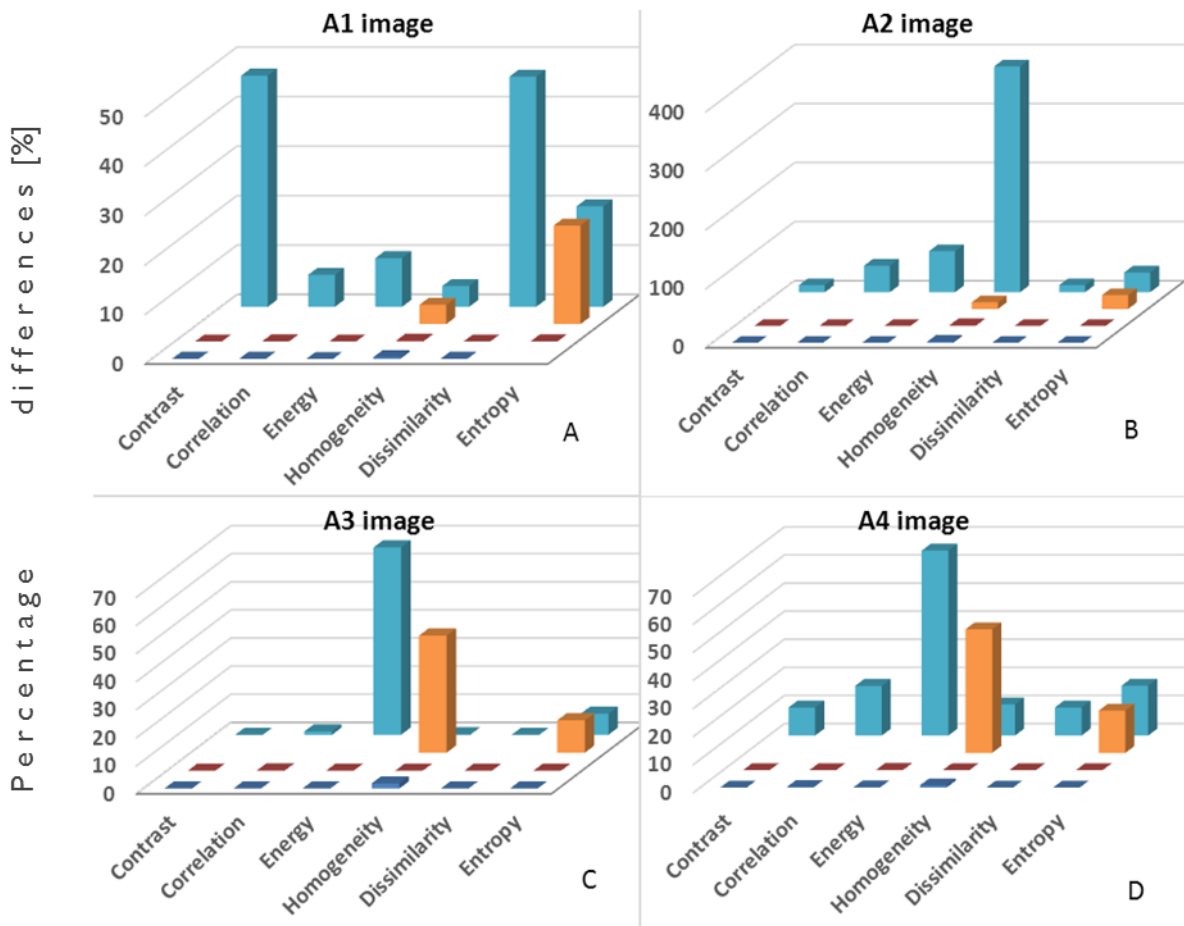 A1 image
50
40
30
20
10
0
Contrast
Correlation
Energy
Homogeneity
Dissimilarity
Entropy
A
A2 image
400
300
200
100
0
Contrast
Correlation
Energy
Homogeneity
Dissimilarity
Entropy
B
A3 image
70
60
50
40
30
20
10
0
Contrast
Correlation
Energy
Homogeneity
Dissimilarity
Entropy
C
A4 image
70
60
50
40
30
20
10
0
Contrast
Correlation
Energy
Homogeneity
Dissimilarity
Entropy
D
Percentage differences [%]